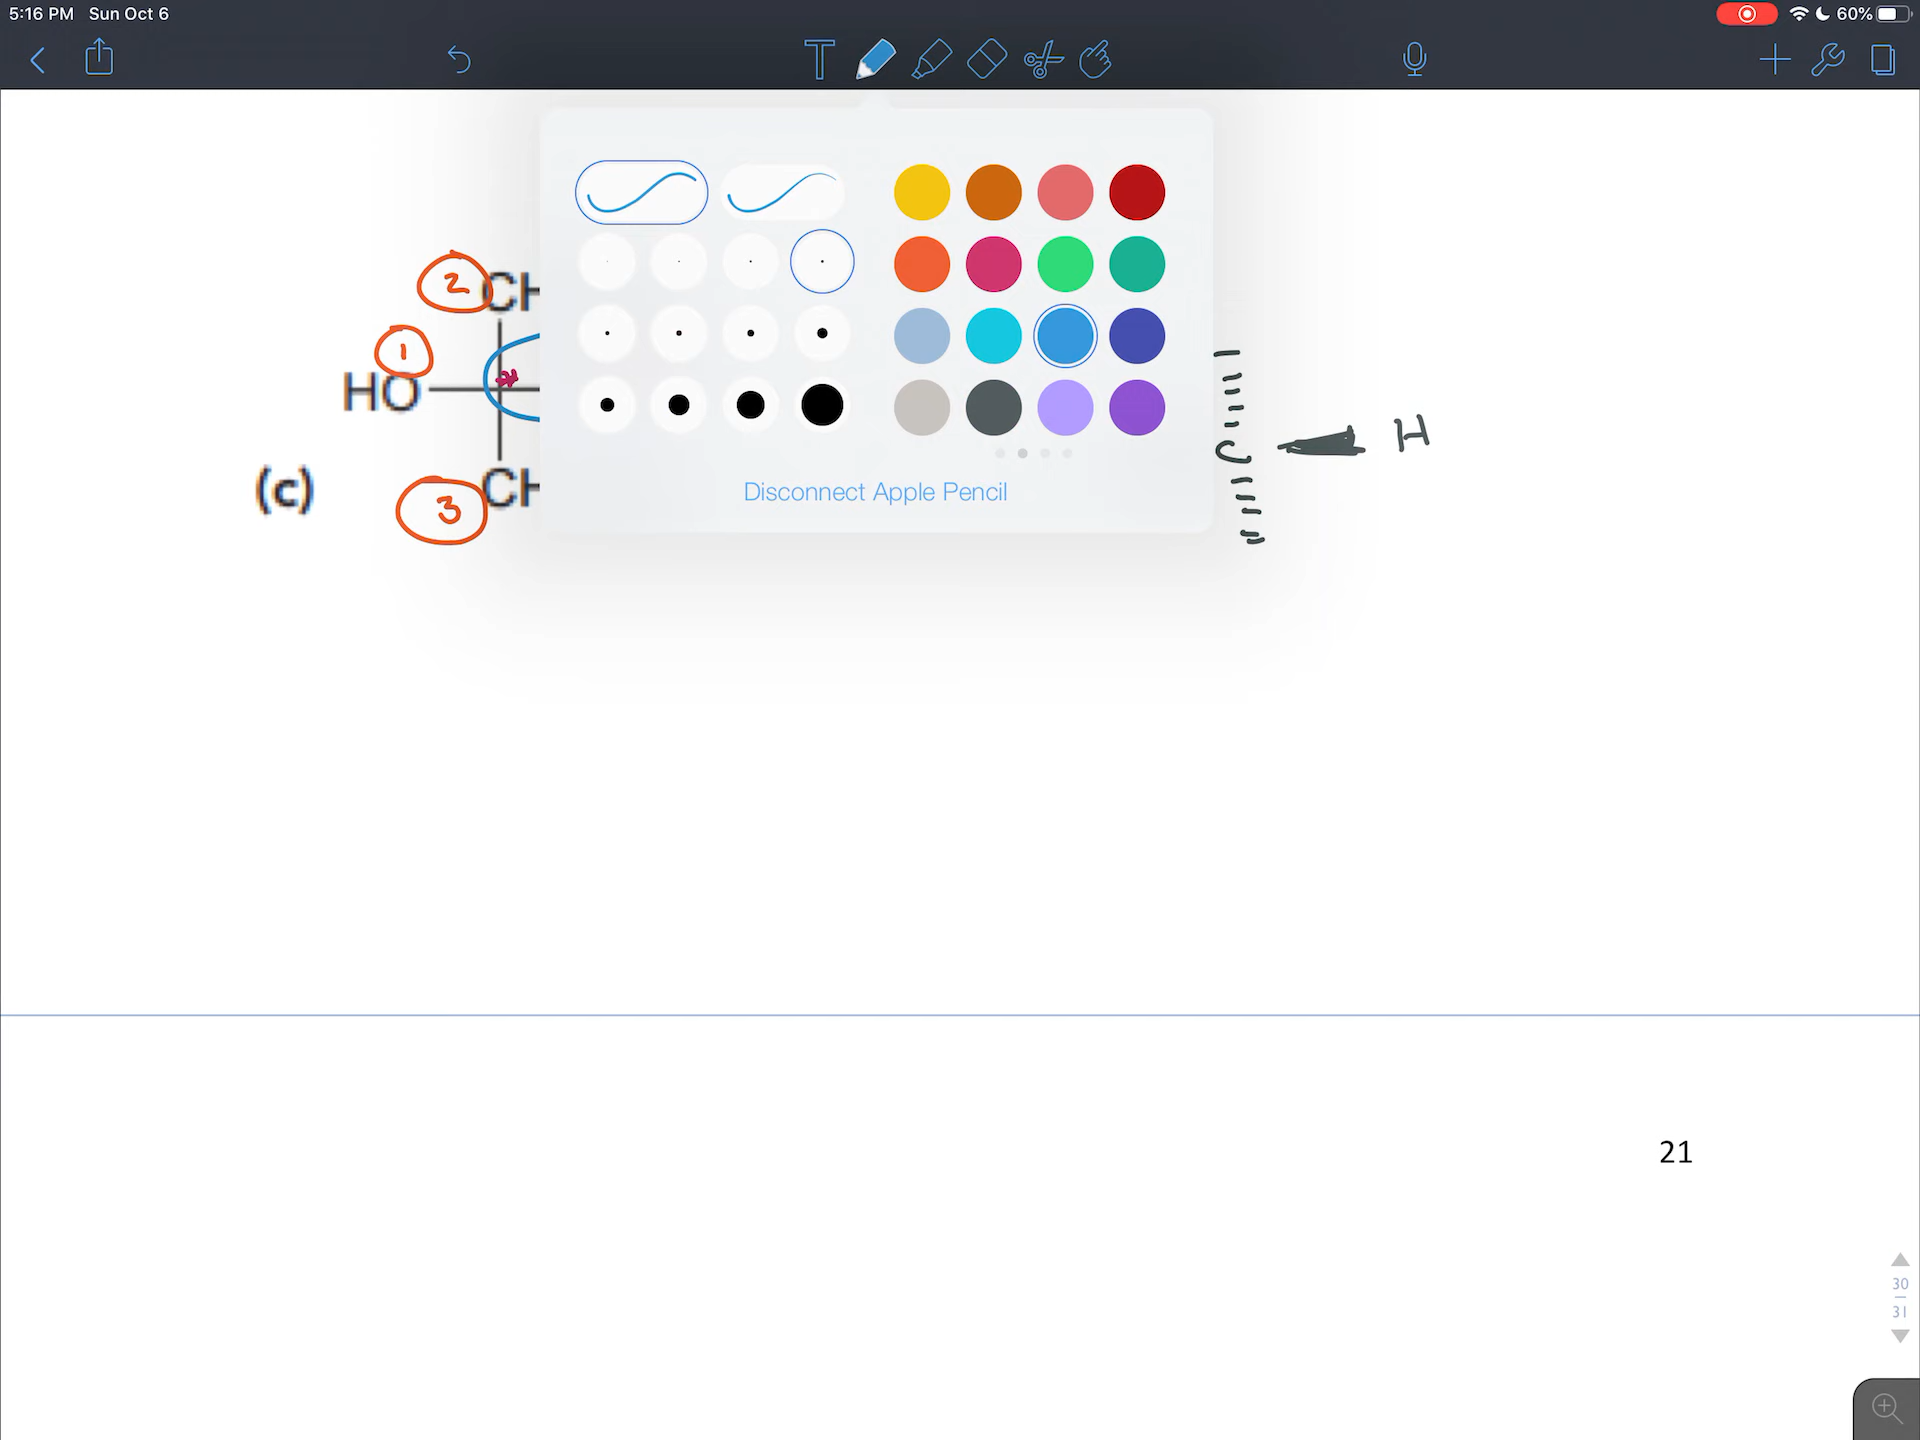 5:16 PM Sun Oct 6
60%
T
2
CH
1
HO
H
(c)
3
CH
Disconnect Apple Pencil
21
30
31